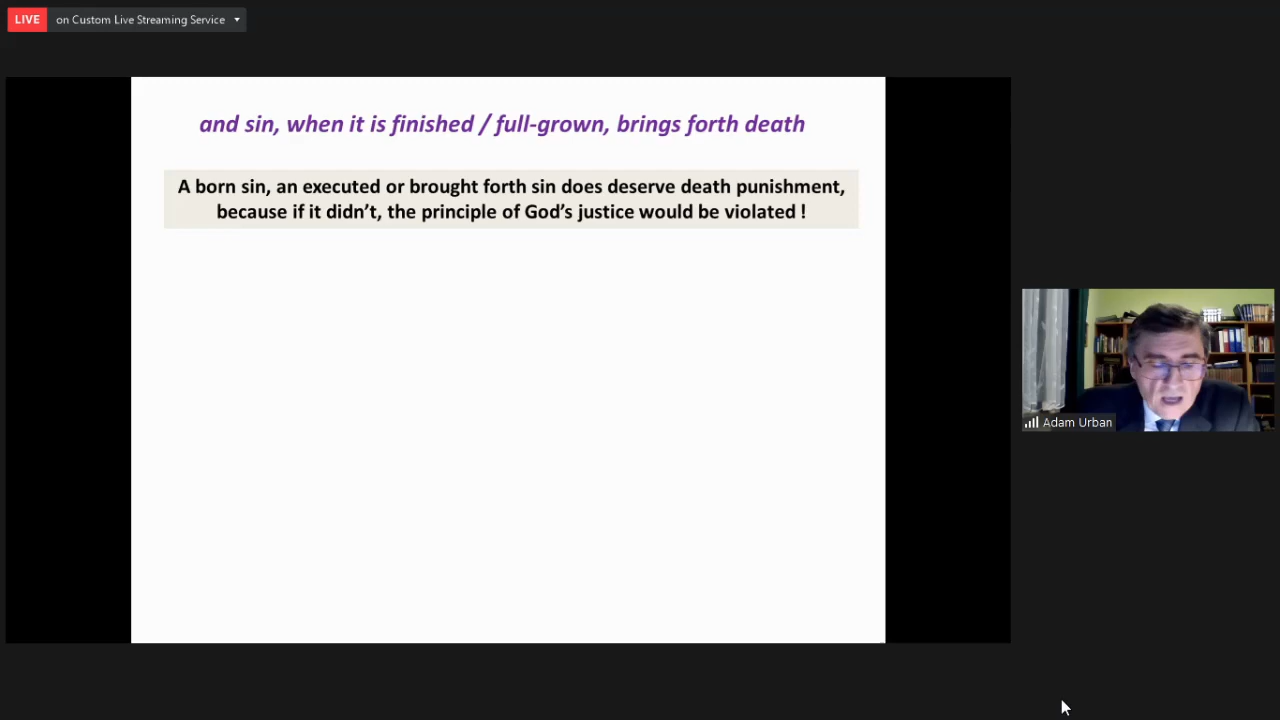 LIVE on Custom Live Streaming Service
and sin, when it is finished / full-grown, brings forth death
A born sin, an executed or brought forth sin does deserve death punishment,
because if it didn't, the principle of God's justice would be violated !
Adam Urban